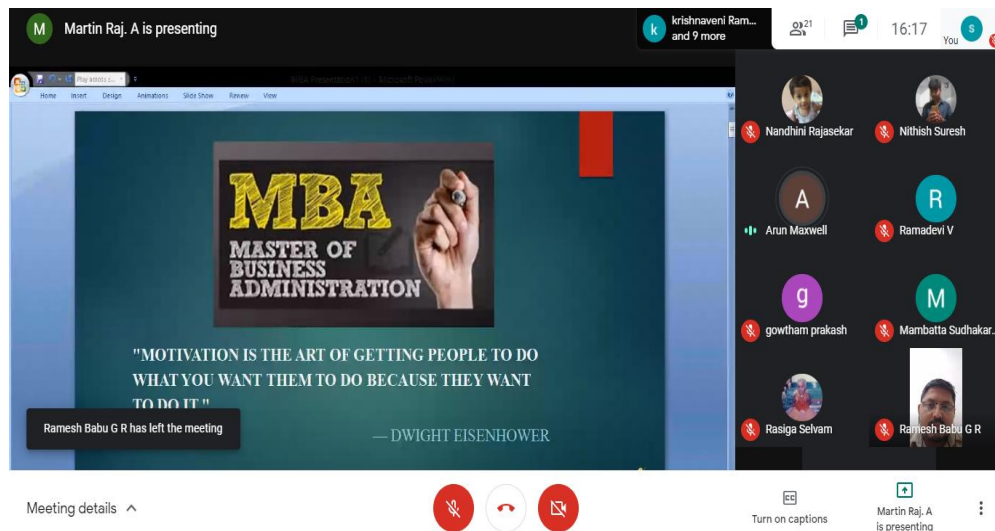 M Martin Raj. A is presenting
k krishnaveni Ram...
and 9 more
21
1
16:17
You
s
Home Insert Design Animations Slide Show Review View
MBA
MASTER OF
BUSINESS
ADMINISTRATION
"MOTIVATION IS THE ART OF GETTING PEOPLE TO DO
WHAT YOU WANT THEM TO DO BECAUSE THEY WANT
TO DO IT."
— DWIGHT EISENHOWER
Ramesh Babu G R has left the meeting
Nandhini Rajasekar
Nithish Suresh
A
Arun Maxwell
R
Ramadevi V
g
gowtham prakash
M
Mambatta Sudhakar...
Rasiga Selvam
Ramesh Babu G R
Meeting details
CC
Turn on captions
Martin Raj. A
is presenting